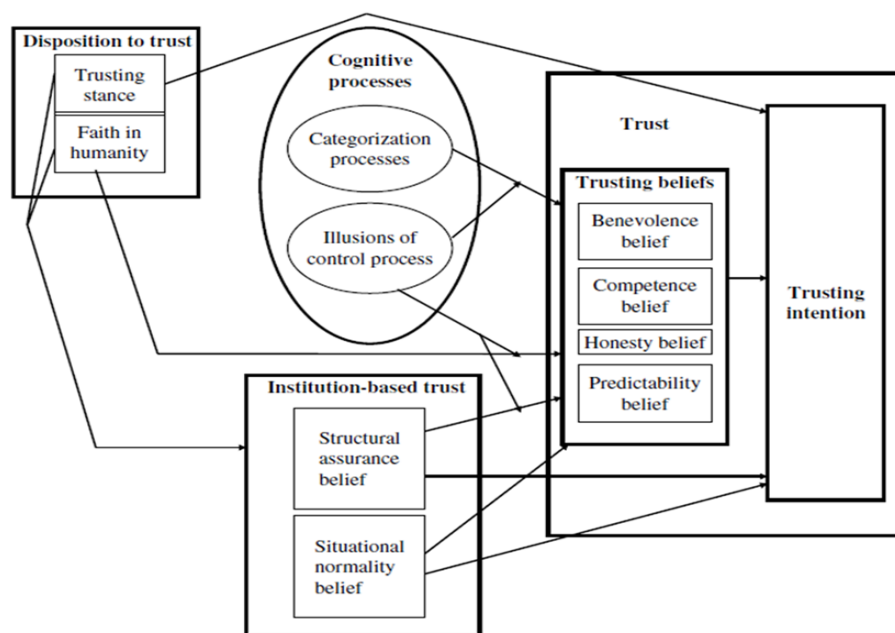 Disposition to trust
Trusting
stance
Faith in
humanity
Cognitive
processes
Categorization
processes
Illusions of
control process
Institution-based trust
Structural
assurance
belief
Situational
normality
belief
Trust
Trusting beliefs
Benevolence
belief
Competence
belief
Honesty belief
Predictability
belief
Trusting
intention